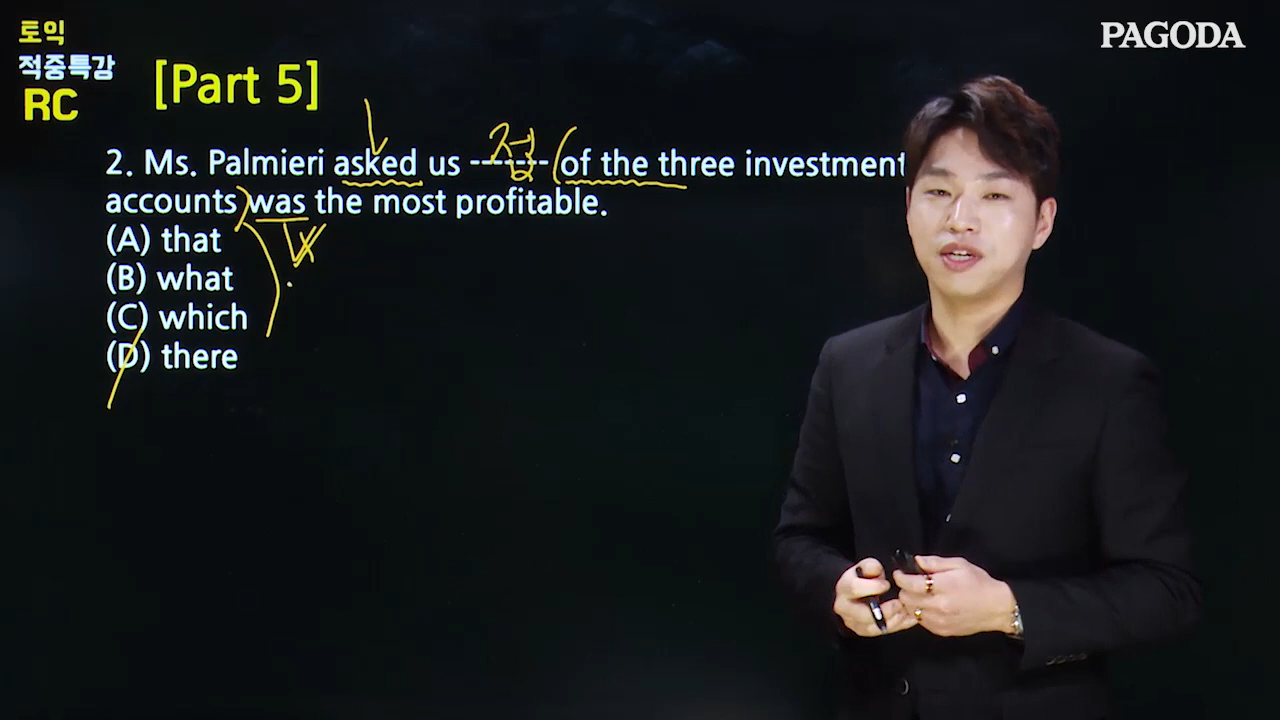 토익
적중특강
RC
[Part 5]
PAGODA
2. Ms. Palmieri asked us ------- of the three investment
accounts was the most profitable.
(A) that
(B) what
(C) which
(D) there